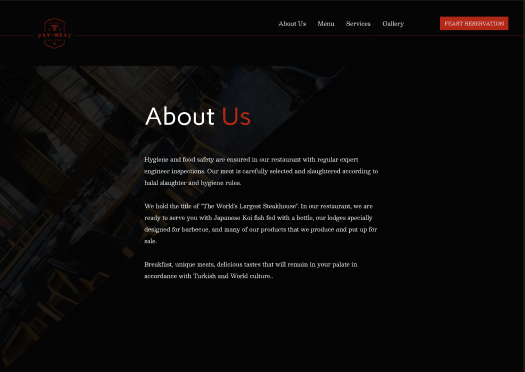 About Us
Menu
Services
Gallery
FEAST RESERVATION
About Us
Hygiene and food safety are ensured in our restaurant with regular expert
engineer inspections. Our meat is carefully selected and slaughtered according to
halal slaughter and hygiene rules.
We hold the title of "The World's Largest Steakhouse". In our restaurant, we are
ready to serve you with Japanese Koi fish fed with a bottle, our lodges specially
designed for barbecue, and many of our products that we produce and put up for
sale.
Breakfast, unique meats, delicious tastes that will remain in your palate in
accordance with Turkish and World culture..